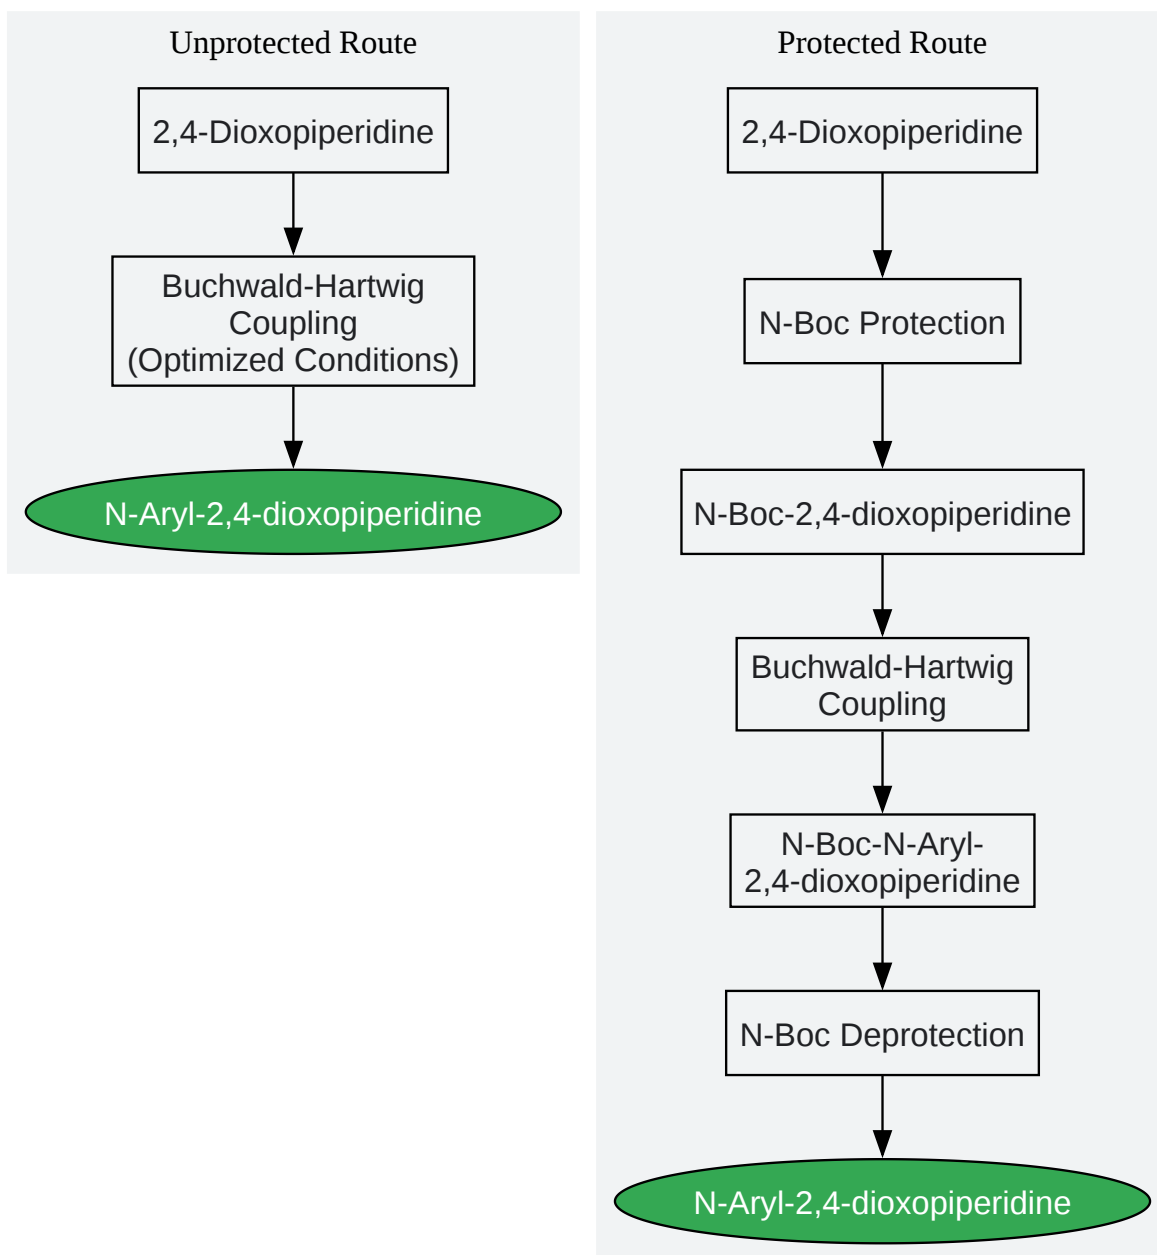 Unprotected Route
2,4-Dioxopiperidine
Buchwald-Hartwig
Coupling
(Optimized Conditions)
N-Aryl-2,4-dioxopiperidine
Protected Route
2,4-Dioxopiperidine
N-Boc Protection
N-Boc-2,4-dioxopiperidine
Buchwald-Hartwig
Coupling
N-Boc-N-Aryl-
2,4-dioxopiperidine
N-Boc Deprotection
N-Aryl-2,4-dioxopiperidine